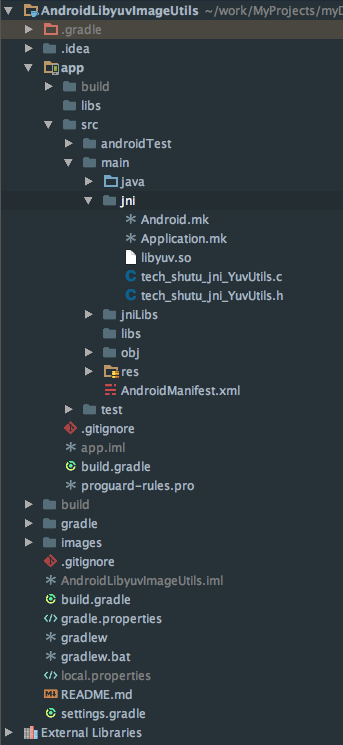 AndroidLibyuvImageUtils ~/work/MyProjects/my
.gradle
.idea
app
build
libs
src
androidTest
main
java
jni
Android.mk
Application.mk
libyuv.so
tech_shutu_jni_YuvUtils.c
tech_shutu_jni_YuvUtils.h
jniLibs
libs
obj
res
AndroidManifest.xml
test
.gitignore
app.iml
build.gradle
proguard-rules.pro
build
gradle
images
.gitignore
AndroidLibyuvImageUtils.iml
build.gradle
gradle.properties
gradlew
gradlew.bat
local.properties
README.md
settings.gradle
External Libraries